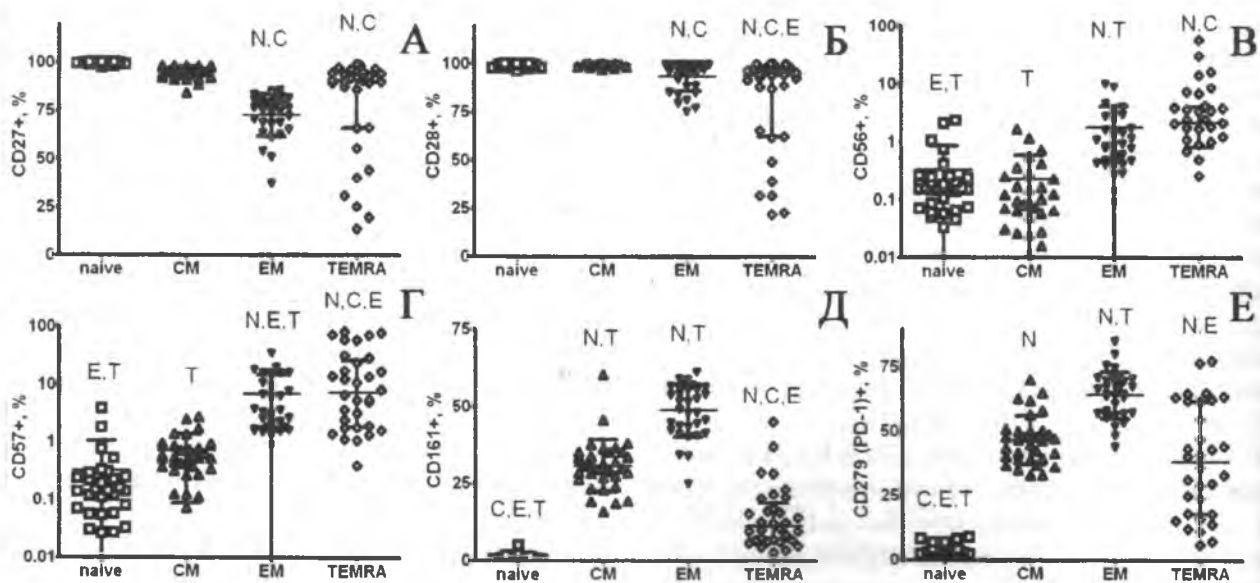 N,C
N,C
А
100
75
50
25
0
CD27+, %
naive CM EM TEMRA
N,C
N,C,E
Б
100
75
50
25
0
CD28+, %
naive CM EM TEMRA
E,T
T
N,T
N,C
В
100
10
1
0.1
0.01
CD56+, %
naive CM EM TEMRA
E,T
T
N,E,T
N,C,E
Г
100
10
1
0.1
0.01
CD57+, %
naive CM EM TEMRA
C,E,T
N,T
N,T
N,C,E
Д
75
50
25
0
CD161+, %
naive CM EM TEMRA
C,E,T
N
N,T
N,E
Е
75
50
25
0
CD279 (PD-1)+, %
naive CM EM TEMRA